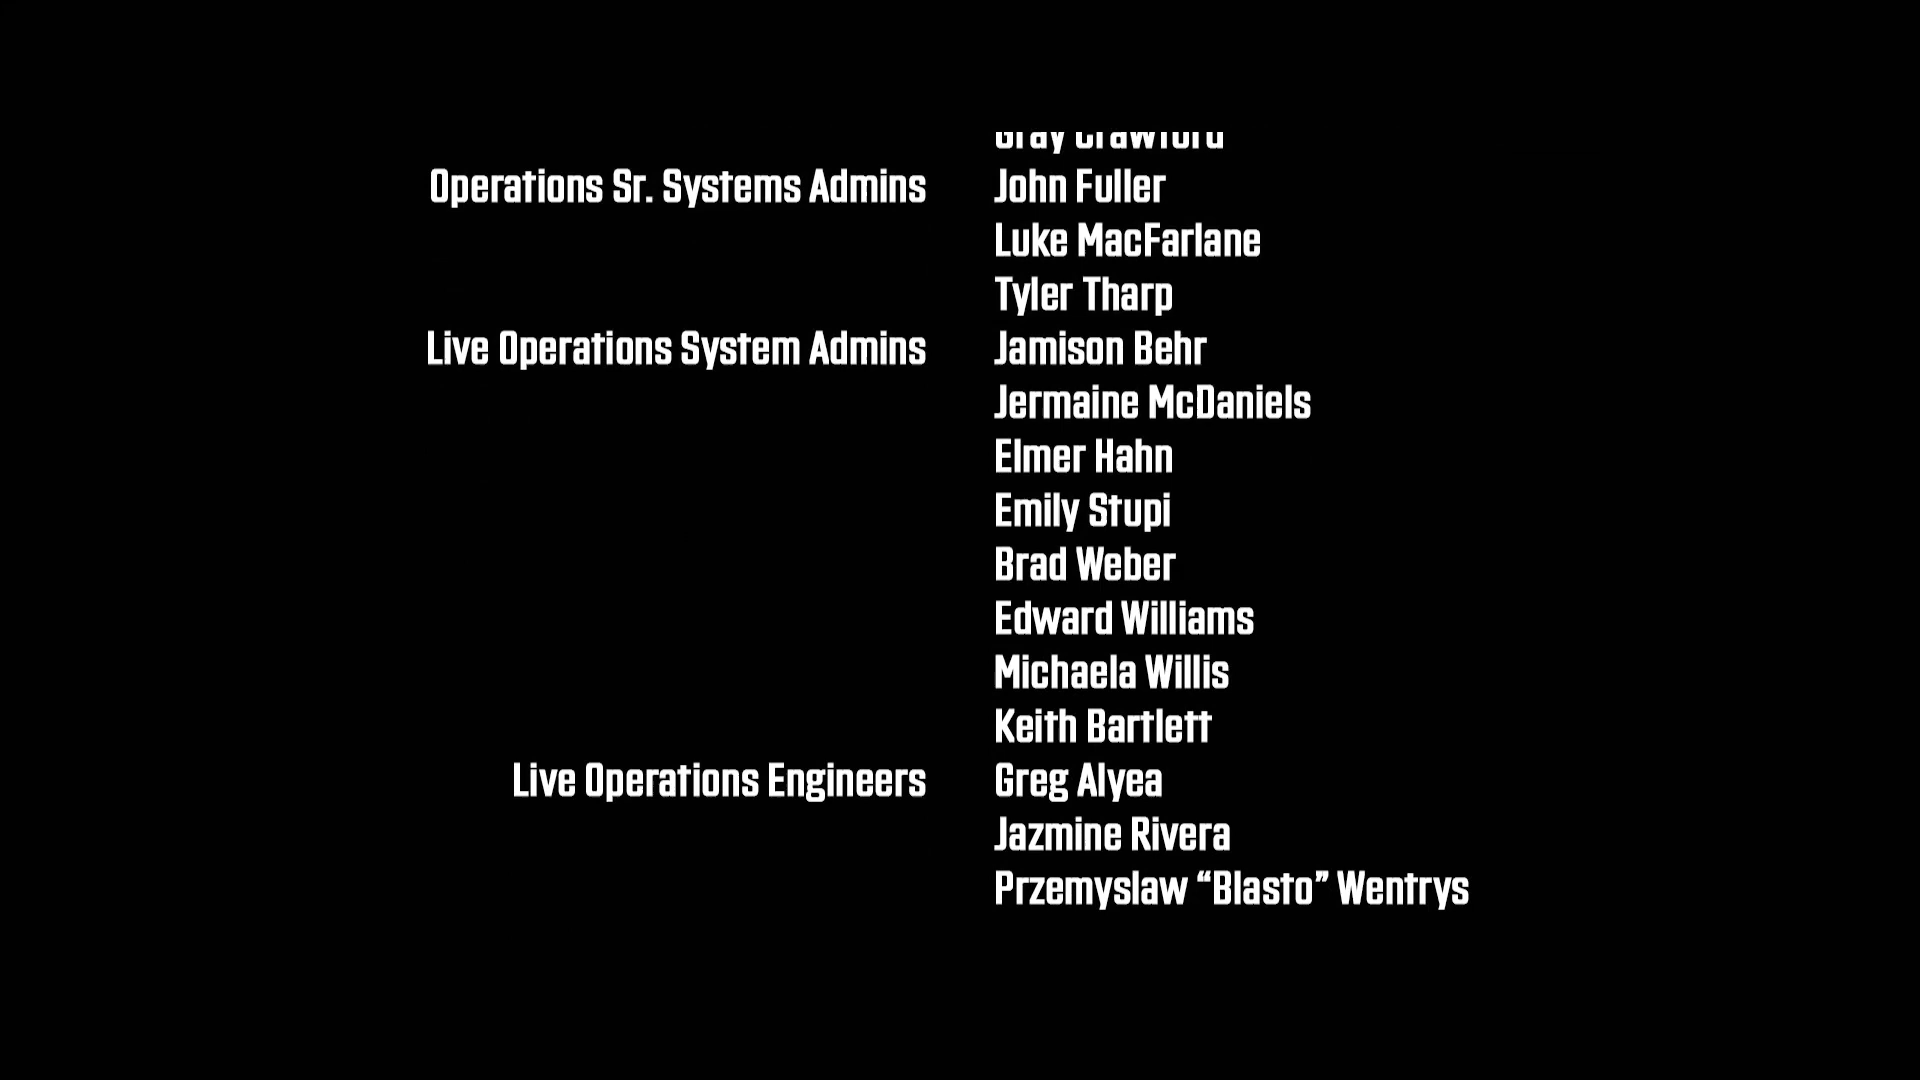 Gray Crawford
Operations Sr. Systems Admins John Fuller
Luke MacFarlane
Tyler Tharp
Live Operations System Admins Jamison Behr
Jermaine McDaniels
Elmer Hahn
Emily Stupi
Brad Weber
Edward Williams
Michaela Willis
Keith Bartlett
Live Operations Engineers Greg Alyea
Jazmine Rivera
Przemyslaw “Blasto” Wentrys